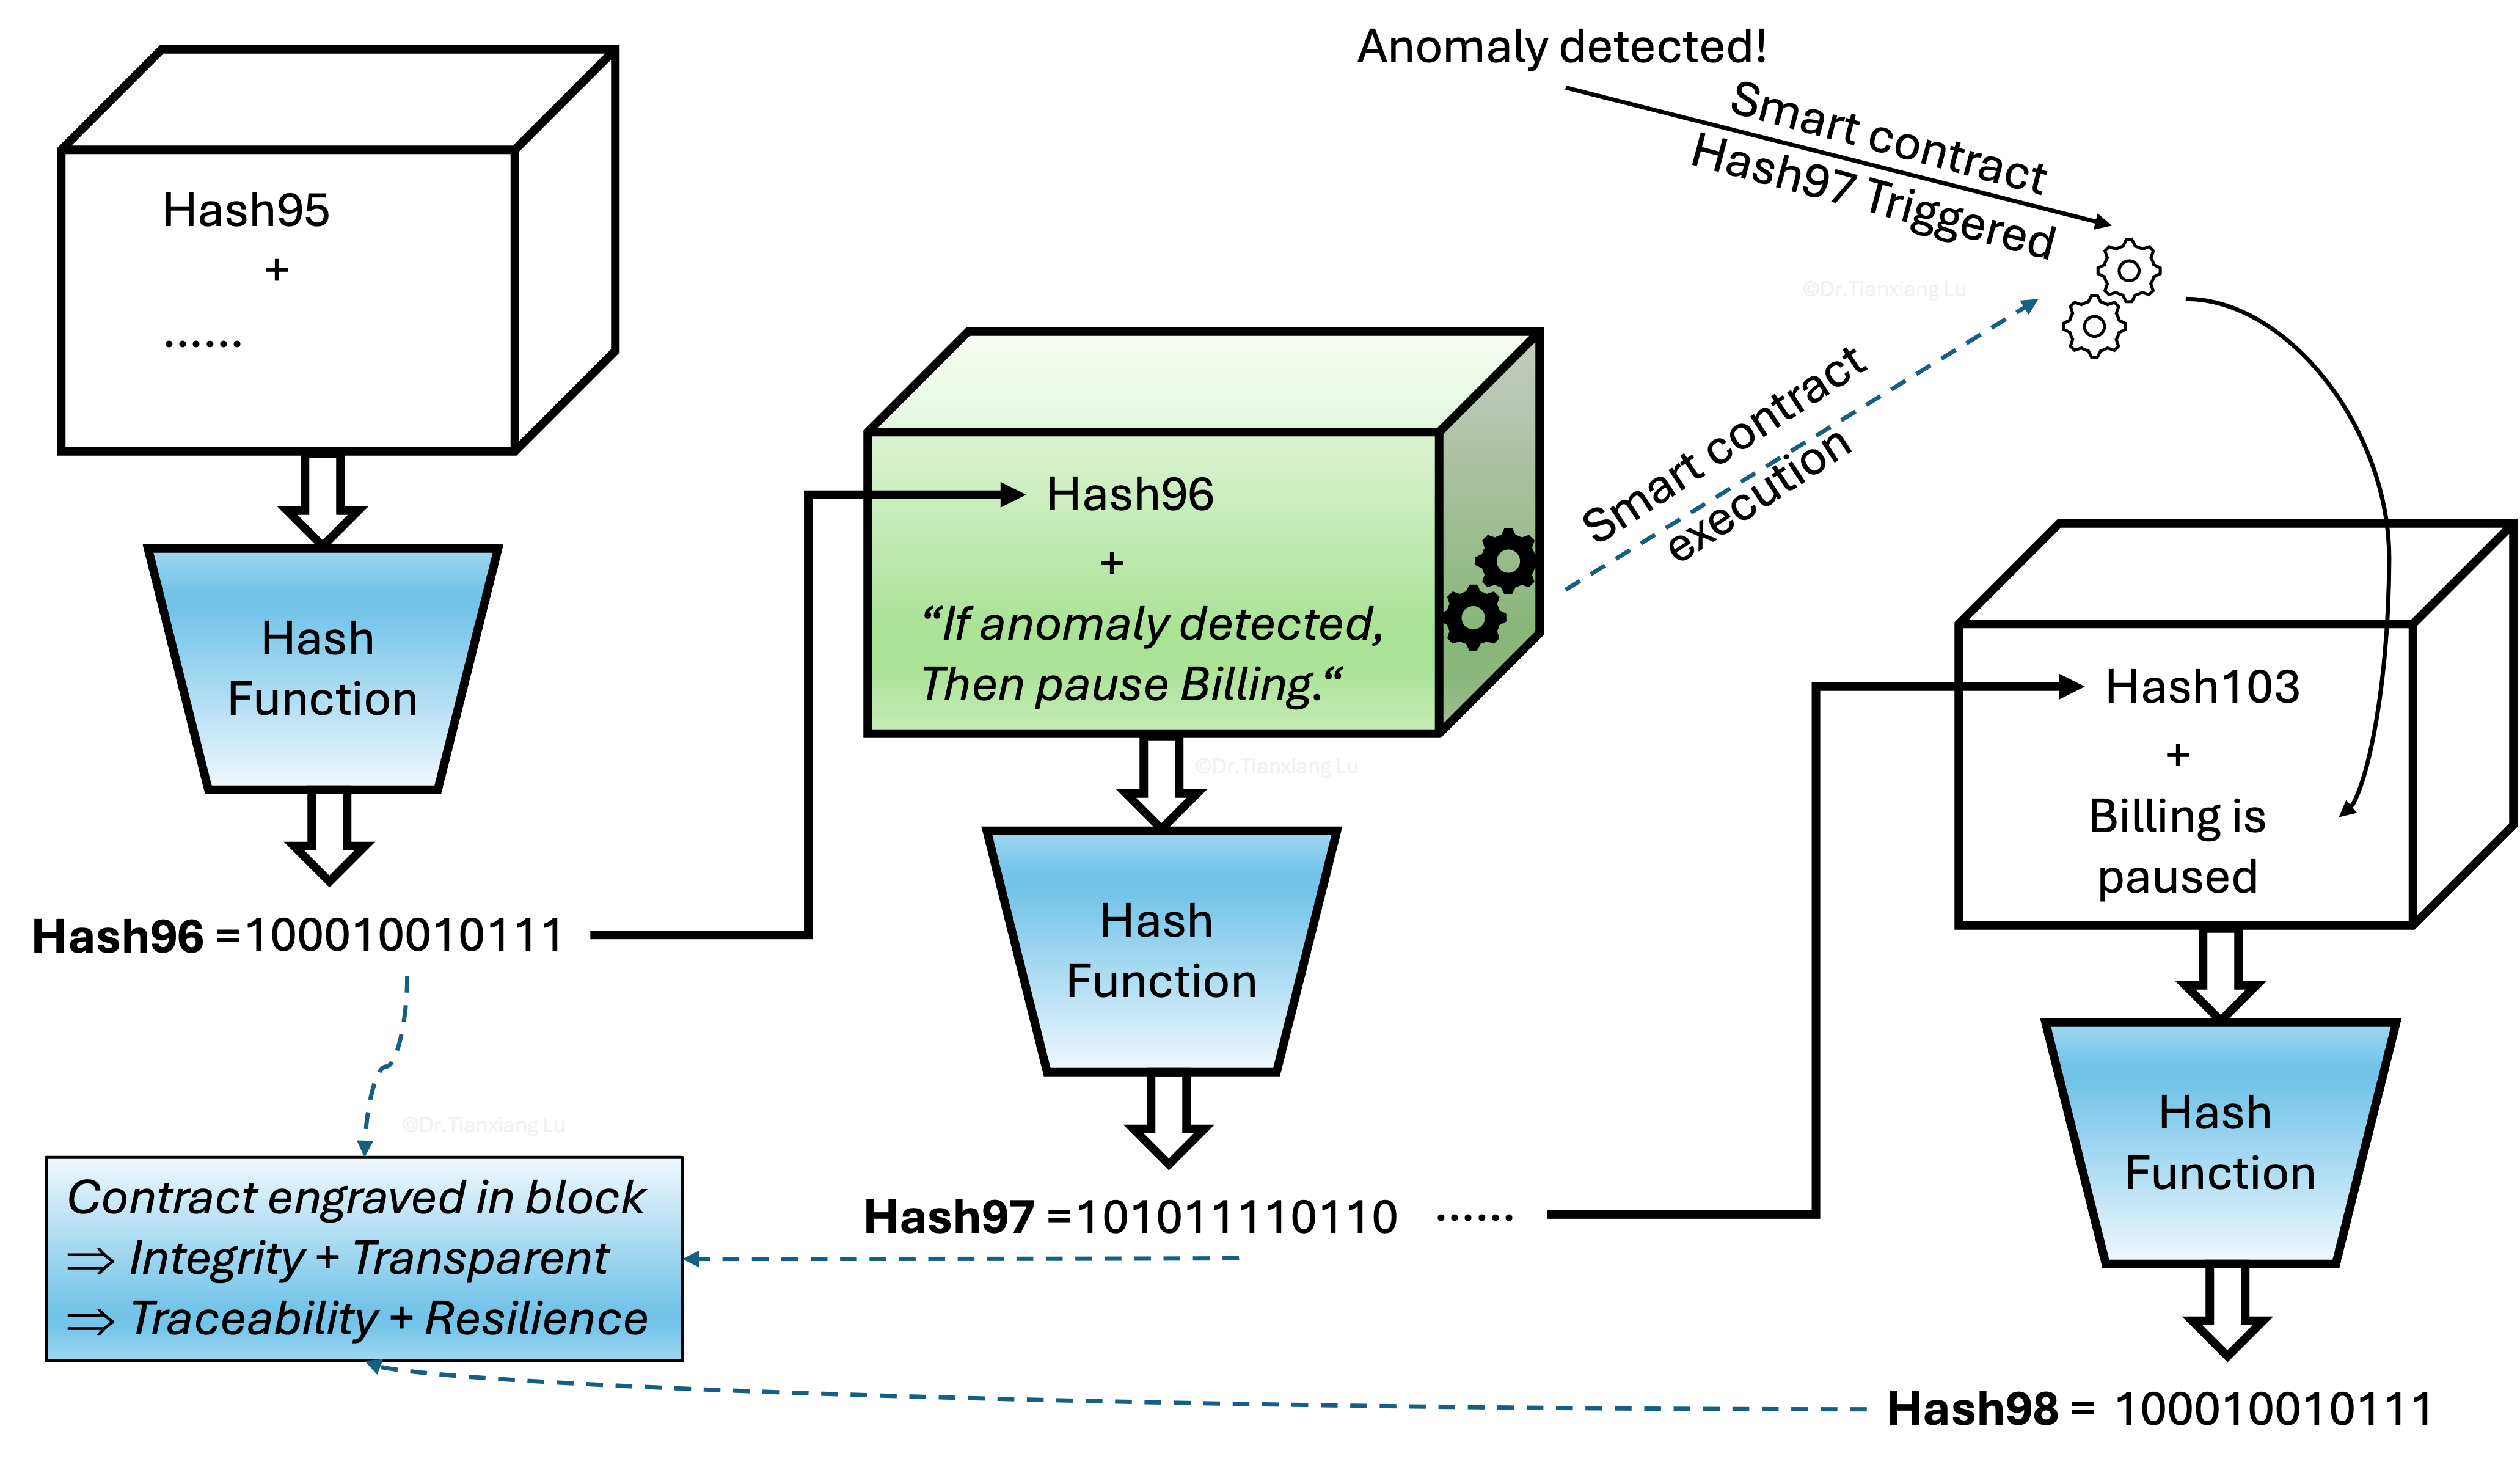 Anomaly detected!
Smart contract
Hash97 Triggered
©Dr.Tianxiang Lu
Hash95
+
......
Hash
Function
Hash96 =100010010111
Hash96
+
“If anomaly detected,
Then pause Billing.“
Smart contract
execution
©Dr.Tianxiang Lu
Hash
Function
Hash97 =101011110110 ......
Hash103
+
Billing is
paused
Hash
Function
Hash98 = 100010010111
©Dr.Tianxiang Lu
Contract engraved in block
⇒ Integrity + Transparent
⇒ Traceability + Resilience